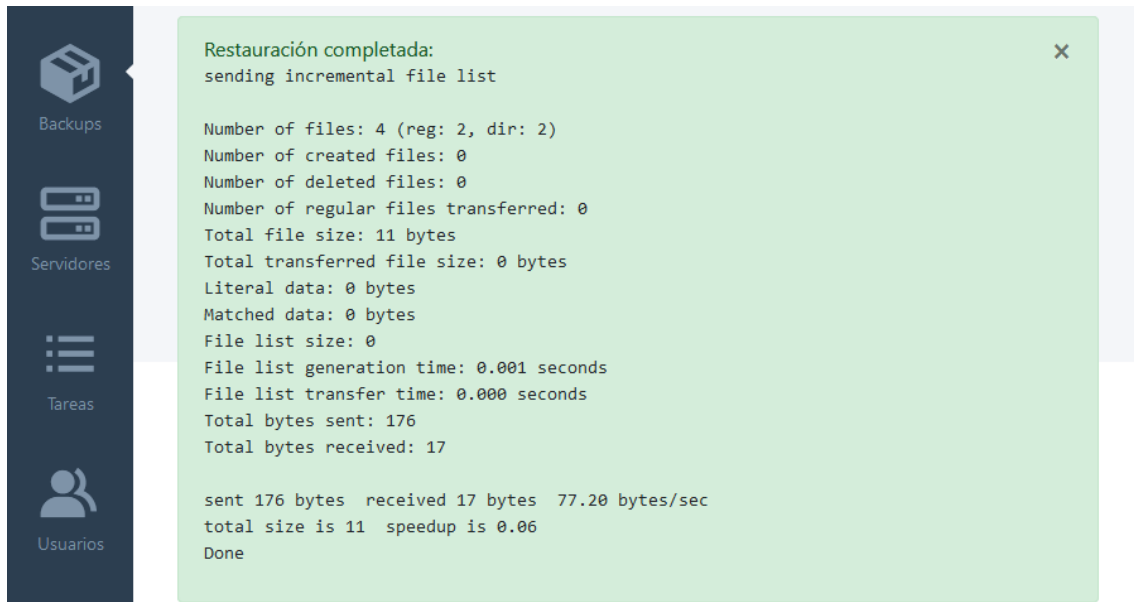 Backups
Servidores
Tareas
Usuarios
Restauración completada:
×
sending incremental file list
Number of files: 4 (reg: 2, dir: 2)
Number of created files: 0
Number of deleted files: 0
Number of regular files transferred: 0
Total file size: 11 bytes
Total transferred file size: 0 bytes
Literal data: 0 bytes
Matched data: 0 bytes
File list size: 0
File list generation time: 0.001 seconds
File list transfer time: 0.000 seconds
Total bytes sent: 176
Total bytes received: 17
sent 176 bytes  received 17 bytes  77.20 bytes/sec
total size is 11  speedup is 0.06
Done